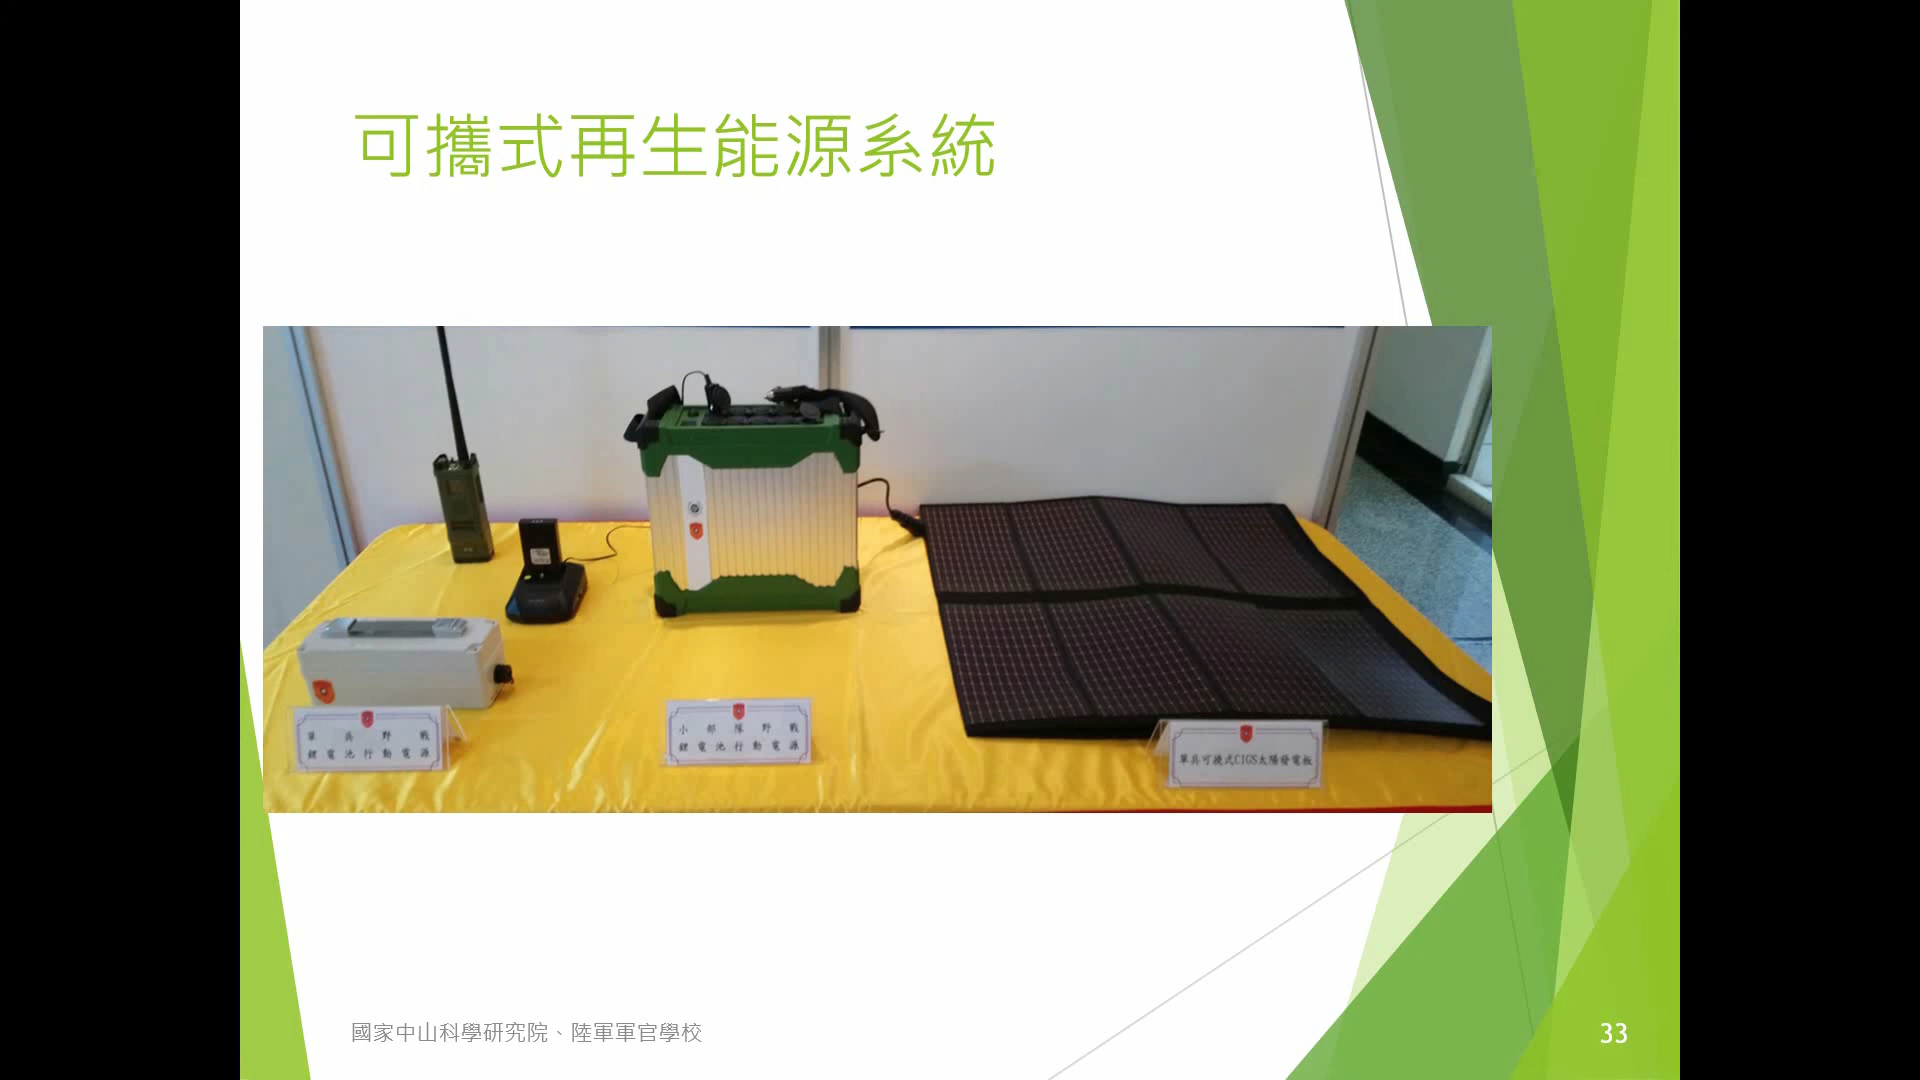 可攜式再生能源系統
單兵野戰
鋰電池行動電源
小部隊野戰
鋰電池行動電源
單兵可撓式CIGS太陽發電板
國家中山科學研究院、陸軍軍官學校
33